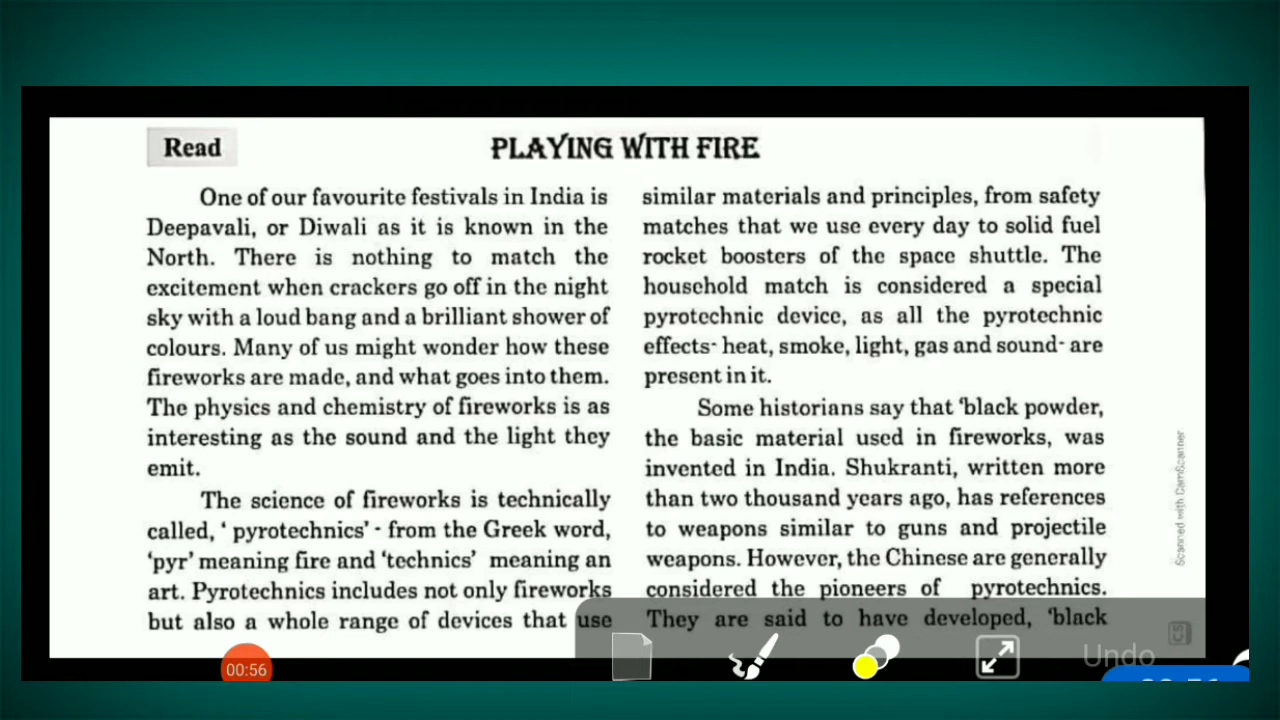 Read
PLAYING WITH FIRE
One of our favourite festivals in India is
Deepavali, or Diwali as it is known in the
North. There is nothing to match the
excitement when crackers go off in the night
sky with a loud bang and a brilliant shower of
colours. Many of us might wonder how these
fireworks are made, and what goes into them.
The physics and chemistry of fireworks is as
interesting as the sound and the light they
emit.
The science of fireworks is technically
called, ‘ pyrotechnics’ - from the Greek word,
‘pyr’ meaning fire and ‘technics’ meaning an
art. Pyrotechnics includes not only fireworks
but also a whole range of devices that use
similar materials and principles, from safety
matches that we use every day to solid fuel
rocket boosters of the space shuttle. The
household match is considered a special
pyrotechnic device, as all the pyrotechnic
effects- heat, smoke, light, gas and sound- are
present in it.
Some historians say that ‘black powder,
the basic material used in fireworks, was
invented in India. Shukranti, written more
than two thousand years ago, has references
to weapons similar to guns and projectile
weapons. However, the Chinese are generally
considered the pioneers of pyrotechnics.
They are said to have developed, ‘black
Scanned with CamScanner
CS
00:56
Undo